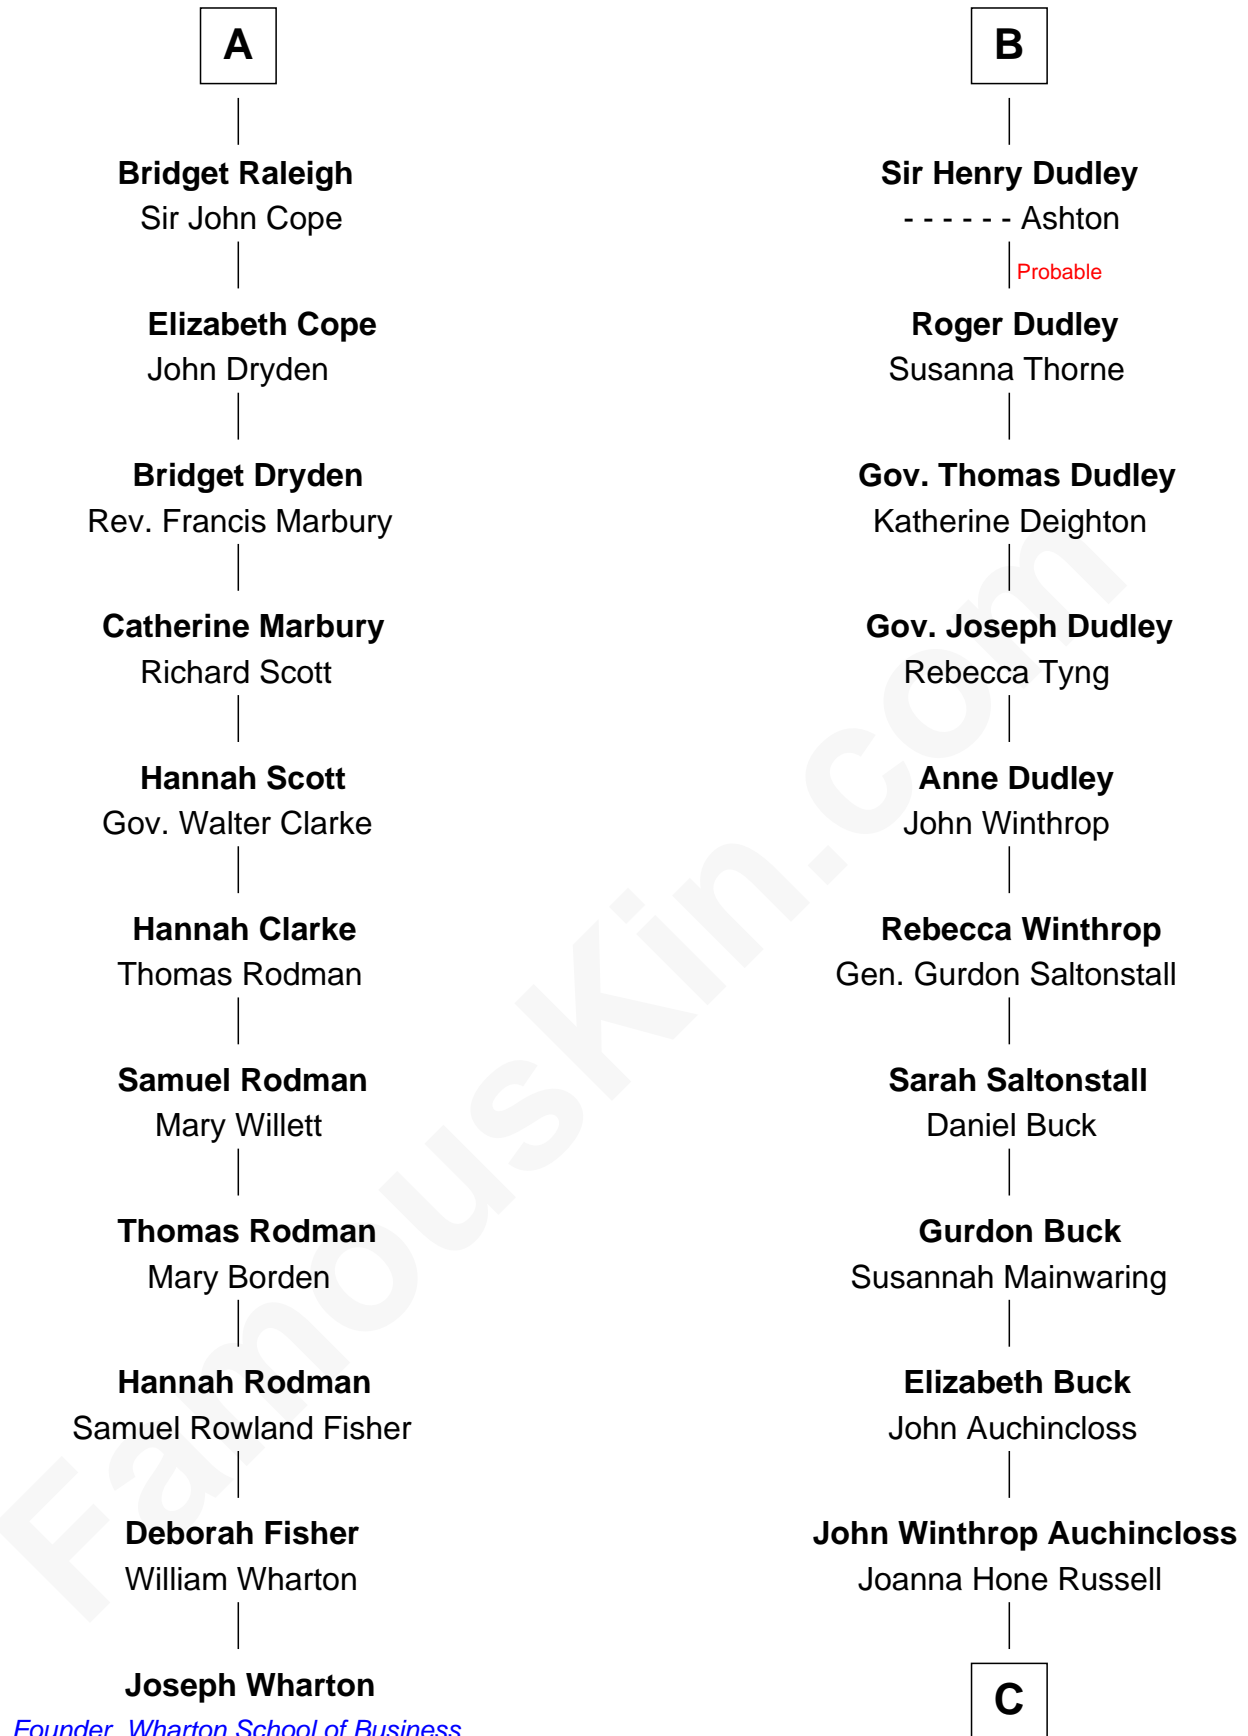 A
Bridget Raleigh
Sir John Cope
Elizabeth Cope
John Dryden
Bridget Dryden
Rev. Francis Marbury
Catherine Marbury
Richard Scott
Hannah Scott
Gov. Walter Clarke
Hannah Clarke
Thomas Rodman
Samuel Rodman
Mary Willett
Thomas Rodman
Mary Borden
Hannah Rodman
Samuel Rowland Fisher
Deborah Fisher
William Wharton
Joseph Wharton
Founder, Wharton School of Business
B
Sir Henry Dudley
- - - - - - Ashton
Probable
Roger Dudley
Susanna Thorne
Gov. Thomas Dudley
Katherine Deighton
Gov. Joseph Dudley
Rebecca Tyng
Anne Dudley
John Winthrop
Rebecca Winthrop
Gen. Gurdon Saltonstall
Sarah Saltonstall
Daniel Buck
Gurdon Buck
Susannah Mainwaring
Elizabeth Buck
John Auchincloss
John Winthrop Auchincloss
Joanna Hone Russell
C
FamousKin.com